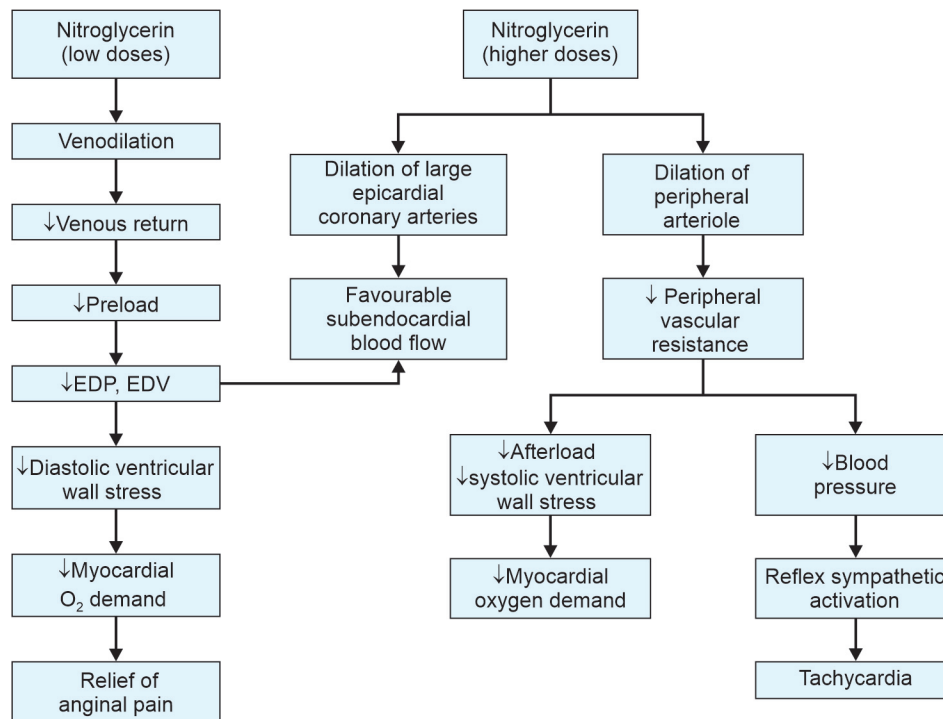 Nitroglycerin
(low doses)
Venodilation
↓Venous return
↓Preload
↓EDP, EDV
↓Diastolic ventricular
wall stress
↓Myocardial
O₂ demand
Relief of
anginal pain
Nitroglycerin
(higher doses)
Dilation of large
epicardial
coronary arteries
Favourable
subendocardial
blood flow
Dilation of
peripheral
arteriole
↓ Peripheral
vascular
resistance
↓Afterload
↓systolic ventricular
wall stress
↓Myocardial
oxygen demand
↓Blood
pressure
Reflex sympathetic
activation
Tachycardia